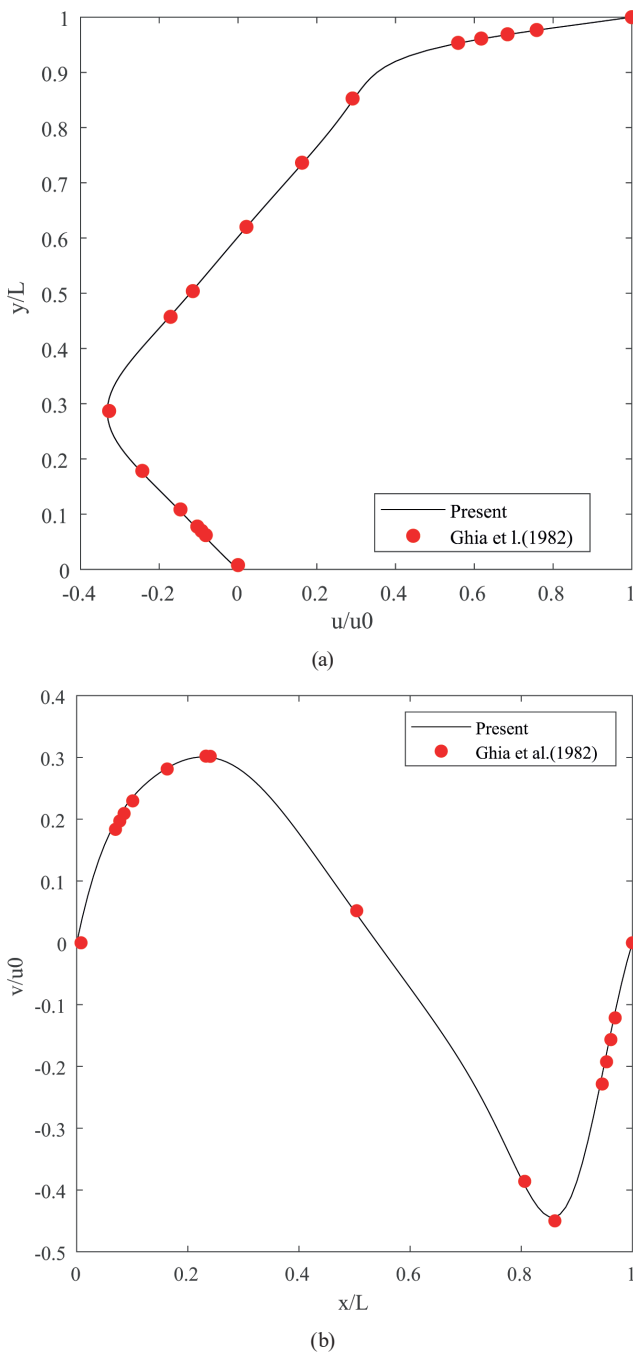 1
0.9
0.8
0.7
0.6
0.5
0.4
0.3
0.2
0.1
0
y/L
Present
Ghia et l.(1982)
-0.4 -0.2 0 0.2 0.4 0.6 0.8 1
u/u0
(a)
0.4
0.3
0.2
0.1
0
-0.1
-0.2
-0.3
-0.4
-0.5
v/u0
Present
Ghia et al.(1982)
0 0.2 0.4 0.6 0.8 1
x/L
(b)